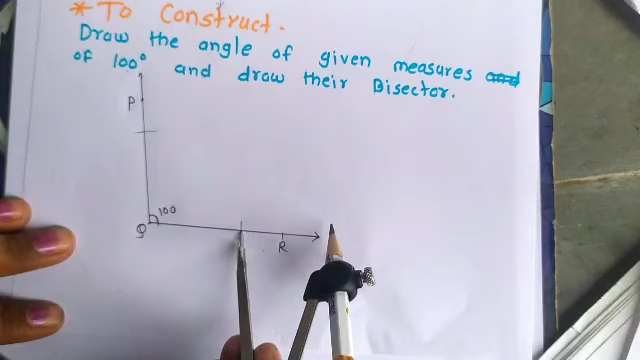 * To Construct.
Draw the angle of given measures and
of 100° and draw their Bisector.
P
100
Q
R